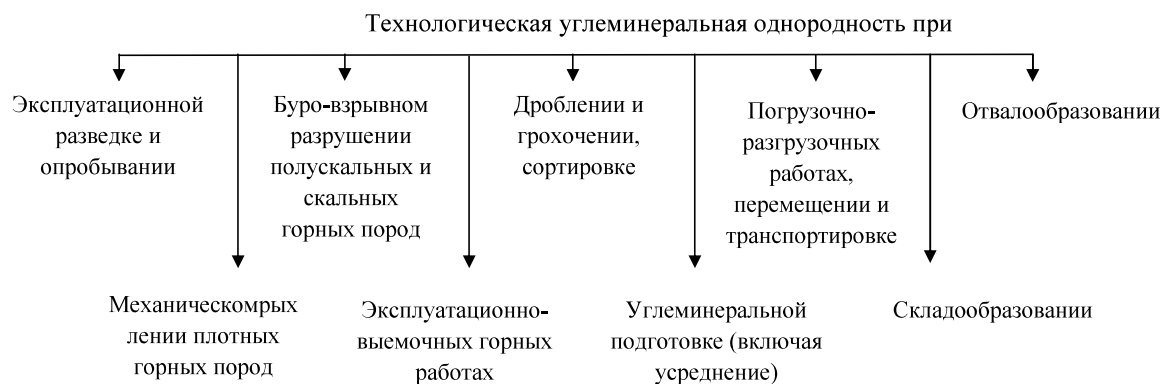 Технологическая углеминеральная однородность при
Эксплуатационной
разведке и
опробывании
Буро-взрывном
разрушении
полускальных и
скальных
горных пород
Дроблении и
грохочении,
сортировке
Погрузочно-
разгрузочных
работах,
перемещении и
транспортировке
Отвалообразовании
Механическомрых
лении плотных
горных пород
Эксплуатационно-
выемочных горных
работах
Углеминеральной
подготовке (включая
усреднение)
Складообразовании